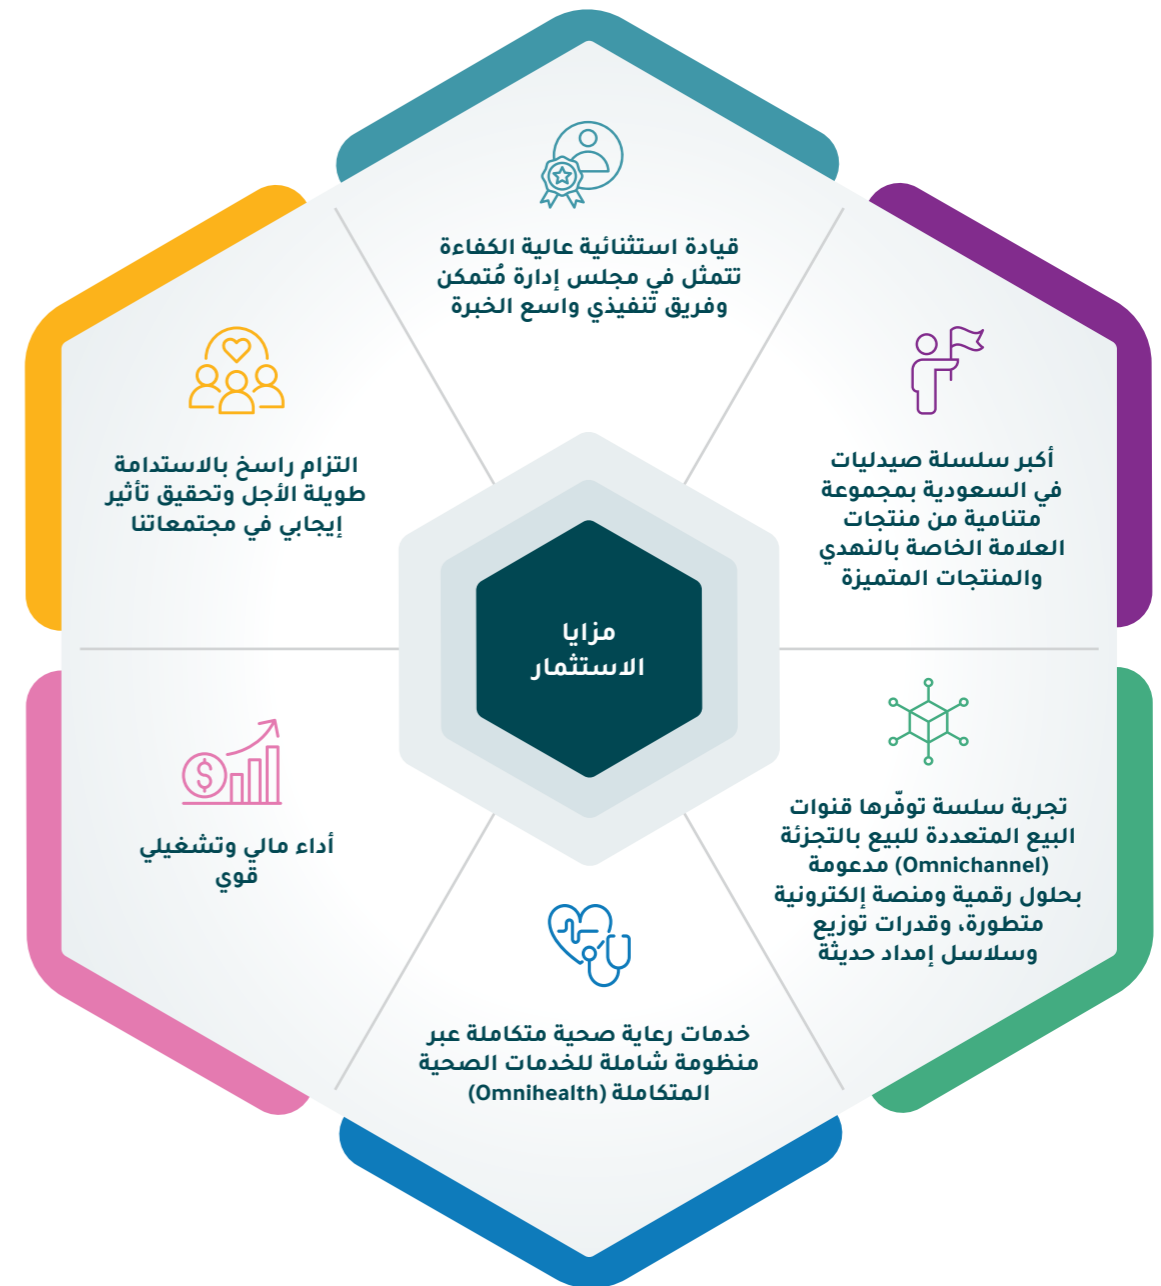 قيادة استثنائية عالية الكفاءة
تتمثل في مجلس إدارة مُتمكن
وفريق تنفيذي واسع الخبرة
أكبر سلسلة صيدليات
في السعودية بمجموعة
متنامية من منتجات
العلامة الخاصة بالنهدي
والمنتجات المتميزة
تجربة سلسة توفّرها قنوات
البيع المتعددة للبيع بالتجزئة
(Omnichannel) مدعومة
بحلول رقمية ومنصة إلكترونية
متطورة، وقدرات توزيع
وسلاسل إمداد حديثة
خدمات رعاية صحية متكاملة عبر
منظومة شاملة للخدمات الصحية
المتكاملة (Omnihealth)
أداء مالي وتشغيلي
قوي
التزام راسخ بالاستدامة
طويلة الأجل وتحقيق تأثير
إيجابي في مجتمعاتنا
مزايا
الاستثمار